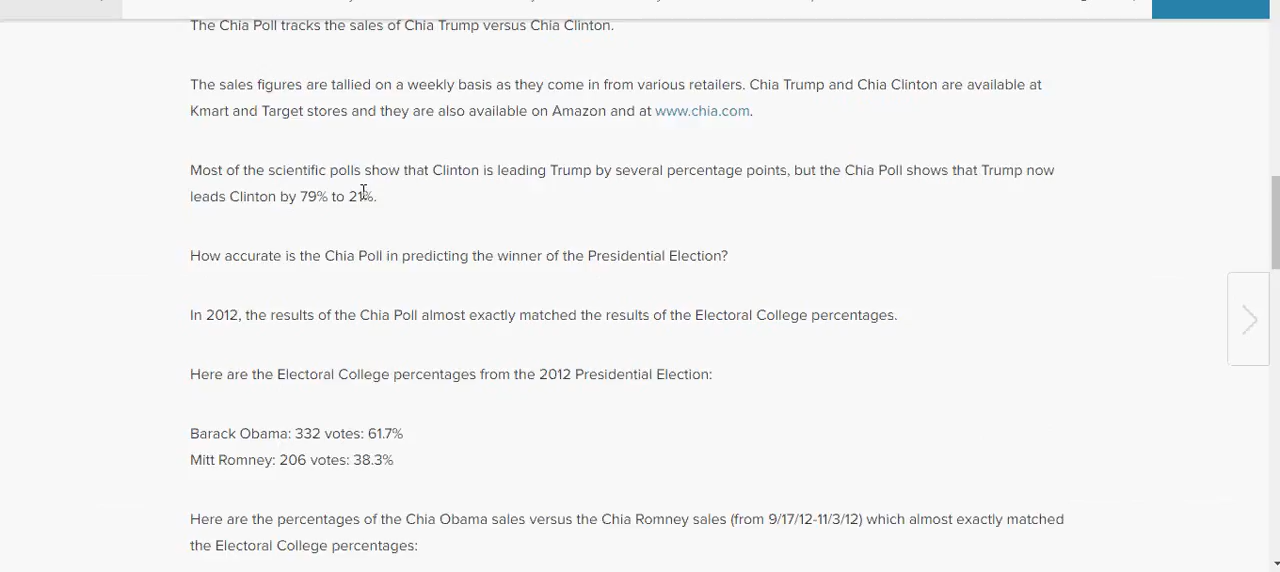 The Chia Poll tracks the sales of Chia Trump versus Chia Clinton.
The sales figures are tallied on a weekly basis as they come in from various retailers. Chia Trump and Chia Clinton are available at
Kmart and Target stores and they are also available on Amazon and at www.chia.com.
Most of the scientific polls show that Clinton is leading Trump by several percentage points, but the Chia Poll shows that Trump now
leads Clinton by 79% to 21%.
How accurate is the Chia Poll in predicting the winner of the Presidential Election?
In 2012, the results of the Chia Poll almost exactly matched the results of the Electoral College percentages.
Here are the Electoral College percentages from the 2012 Presidential Election:
Barack Obama: 332 votes: 61.7%
Mitt Romney: 206 votes: 38.3%
Here are the percentages of the Chia Obama sales versus the Chia Romney sales (from 9/17/12-11/3/12) which almost exactly matched
the Electoral College percentages: